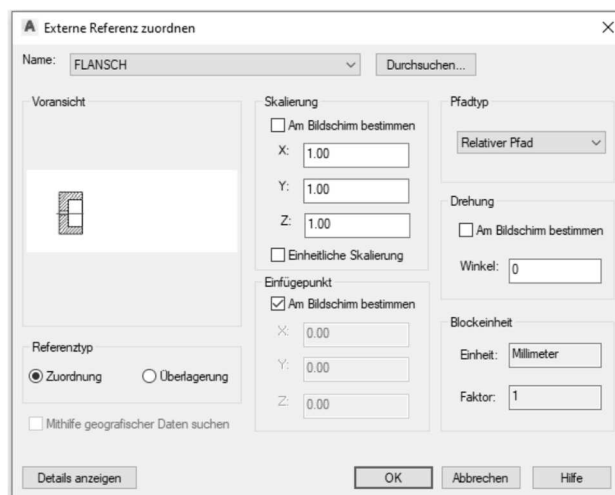 A Externe Referenz zuordnen
Name: FLANSCH Durchsuchen...
Voransicht
Skalierung
Am Bildschirm bestimmen
X: 1.00
Y: 1.00
Z: 1.00
Einheitliche Skalierung
Pfadtyp
Relativer Pfad
Drehung
Am Bildschirm bestimmen
Winkel: 0
Einfügepunkt
Am Bildschirm bestimmen
X: 0.00
Y: 0.00
Z: 0.00
Referenztyp
Zuordnung Überlagerung
Mithilfe geografischer Daten suchen
Blockeinheit
Einheit: Millimeter
Faktor: 1
Details anzeigen OK Abbrechen Hilfe